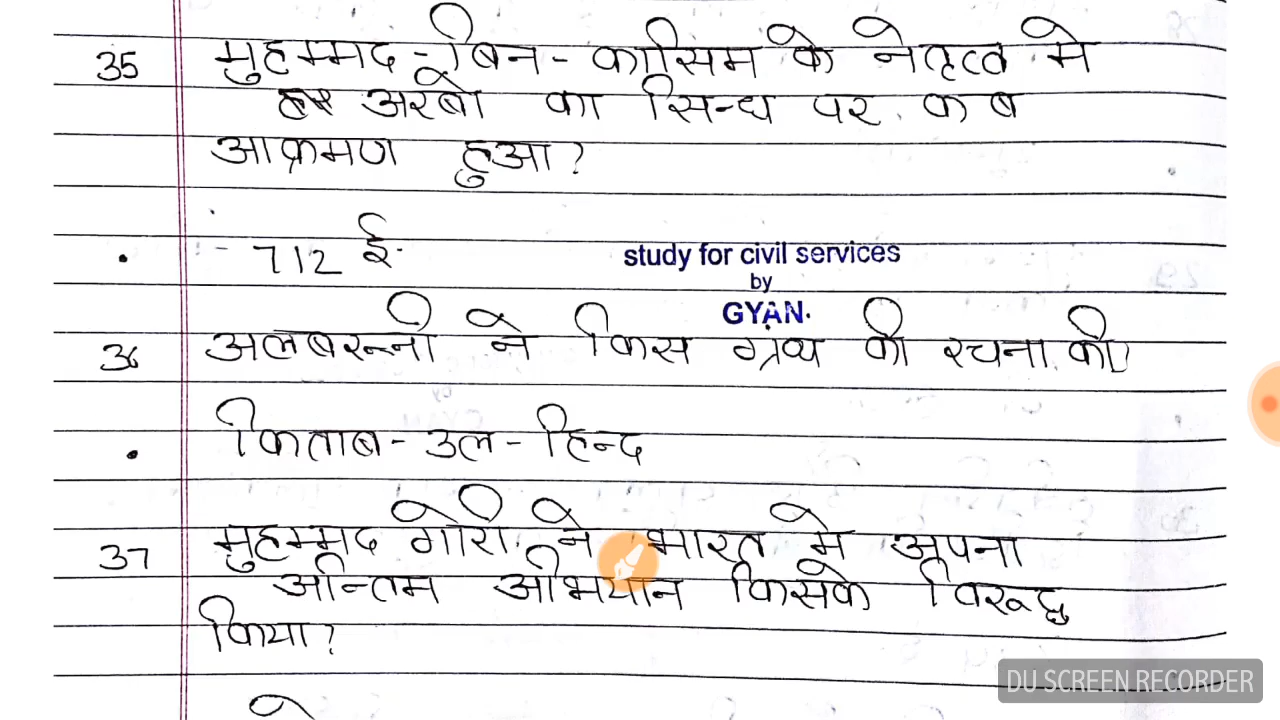 35 मुहम्मद - बिन - कासिम के नेतृत्व मे
अरबो का सिन्ध पर कब
आक्रमण हुआ?
- 712 ई.
study for civil services
by
GYAN.
36 अलबरुनी ने किस ग्रंथ की रचना की
• किताब - उल - हिन्द
37 मुहम्मद गोरी ने भारत मे अपना
अन्तिम अभियान किसके विरुद्ध
किया?
DU SCREEN RECORDER